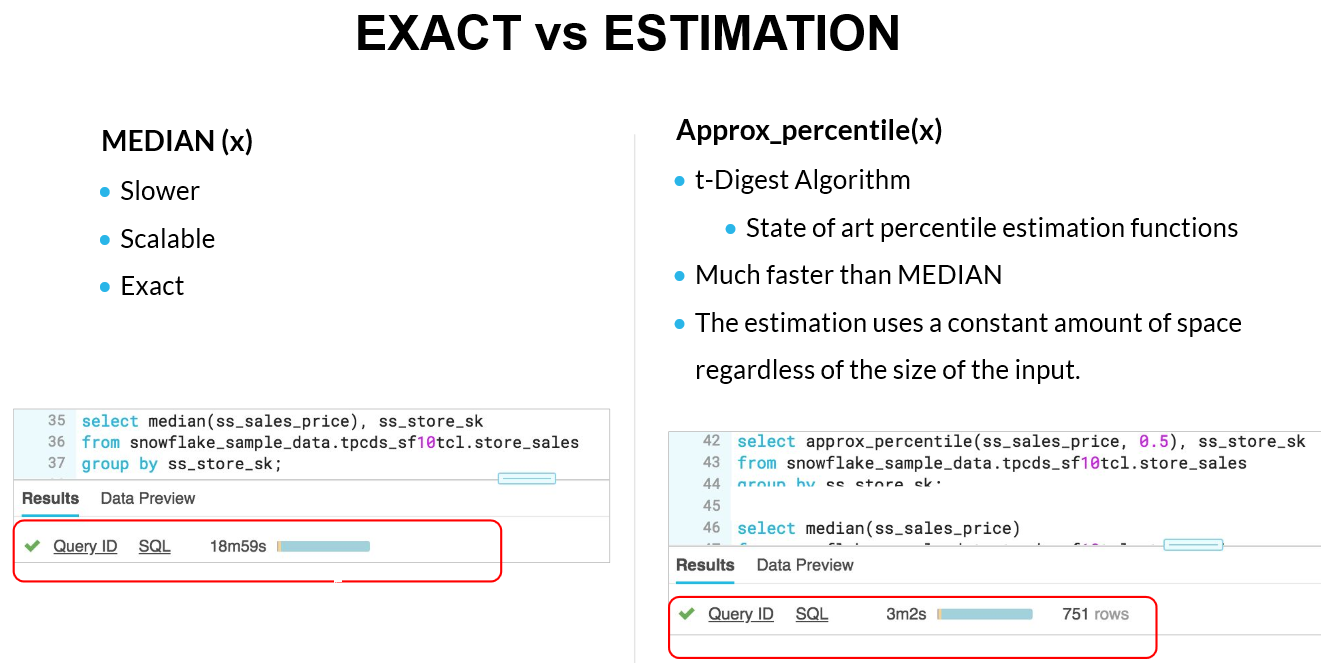 EXACT vs ESTIMATION
MEDIAN (x)
Slower
Scalable
Exact
35 select median(ss_sales_price), ss_store_sk
36 from snowflake_sample_data.tpcds_sf10tcl.store_sales
37 group by ss_store_sk;
Results Data Preview
Query ID SQL 18m59s
Approx_percentile(x)
t-Digest Algorithm
State of art percentile estimation functions
Much faster than MEDIAN
The estimation uses a constant amount of space
regardless of the size of the input.
42 select approx_percentile(ss_sales_price, 0.5), ss_store_sk
43 from snowflake_sample_data.tpcds_sf10tcl.store_sales
44 group by ss_store_sk;
45
46 select median(ss_sales_price)
Results Data Preview
Query ID SQL 3m2s 751 rows